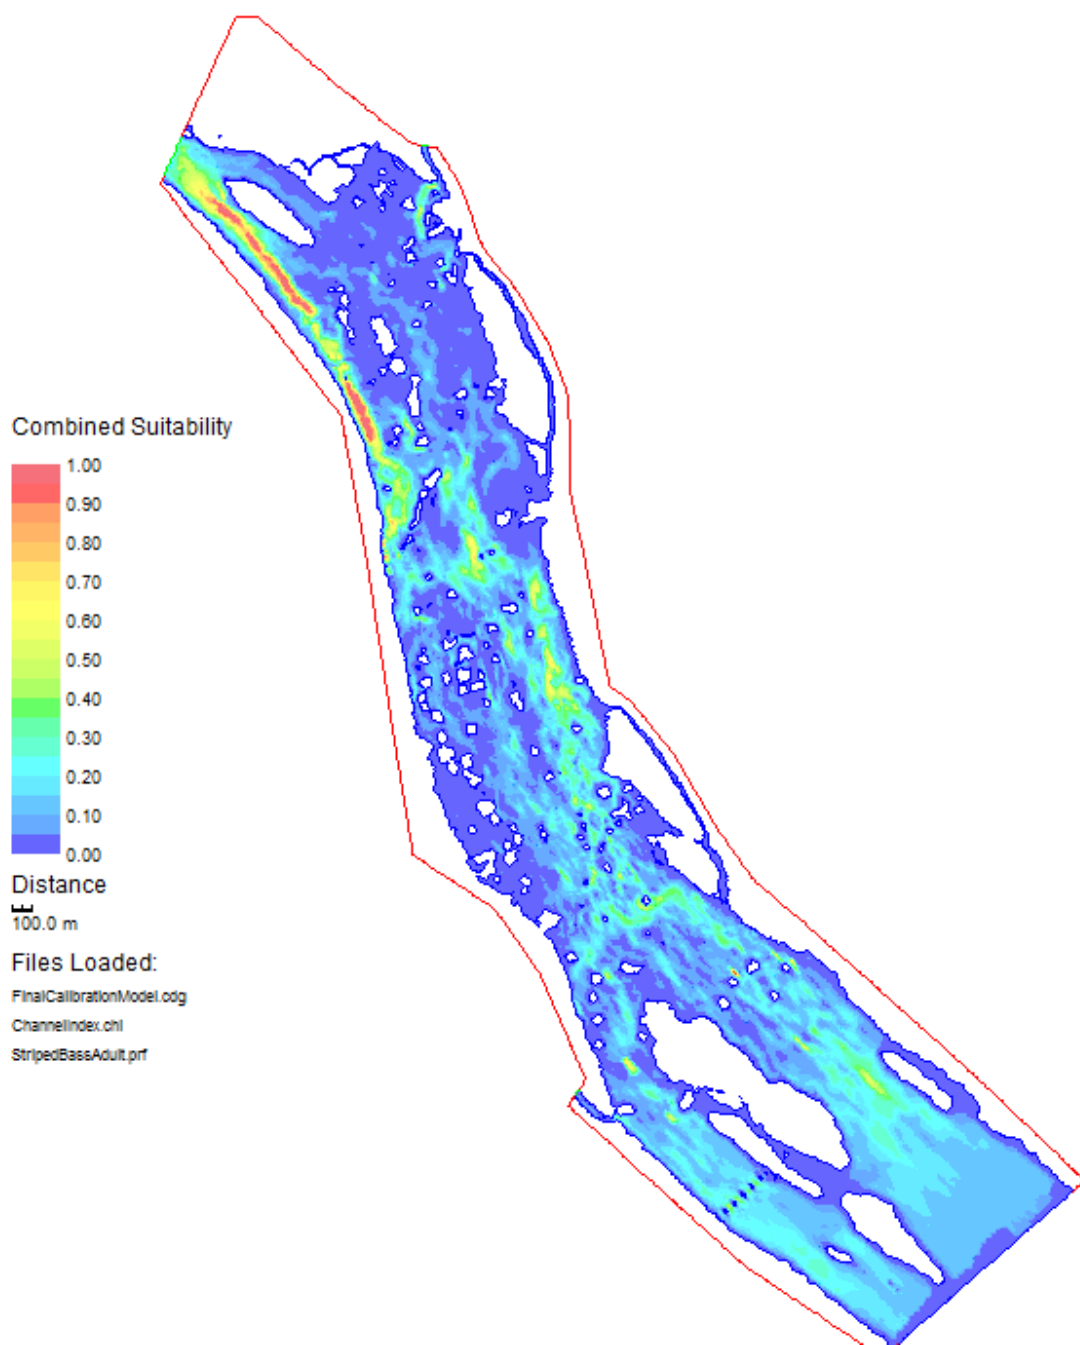 Combined Suitability
1.00
0.90
0.80
0.70
0.60
0.50
0.40
0.30
0.20
0.10
0.00
Distance
100.0 m
Files Loaded:
FinalCalibrationModel.cdg
ChannelIndex.chi
StripedBassAdult.prf